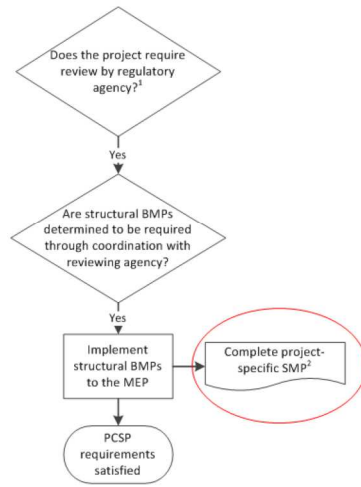 Does the project require
review by regulatory
agency?¹
Yes
Are structural BMPs
determined to be required
through coordination with
reviewing agency?
Yes
Implement
structural BMPs
to the MEP
Complete project-
specific SMP²
PCSP
requirements
satisfied